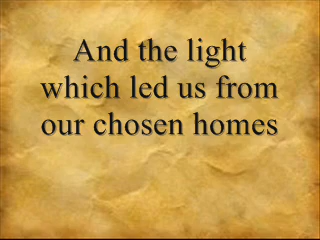 And the light
which led us from
our chosen homes